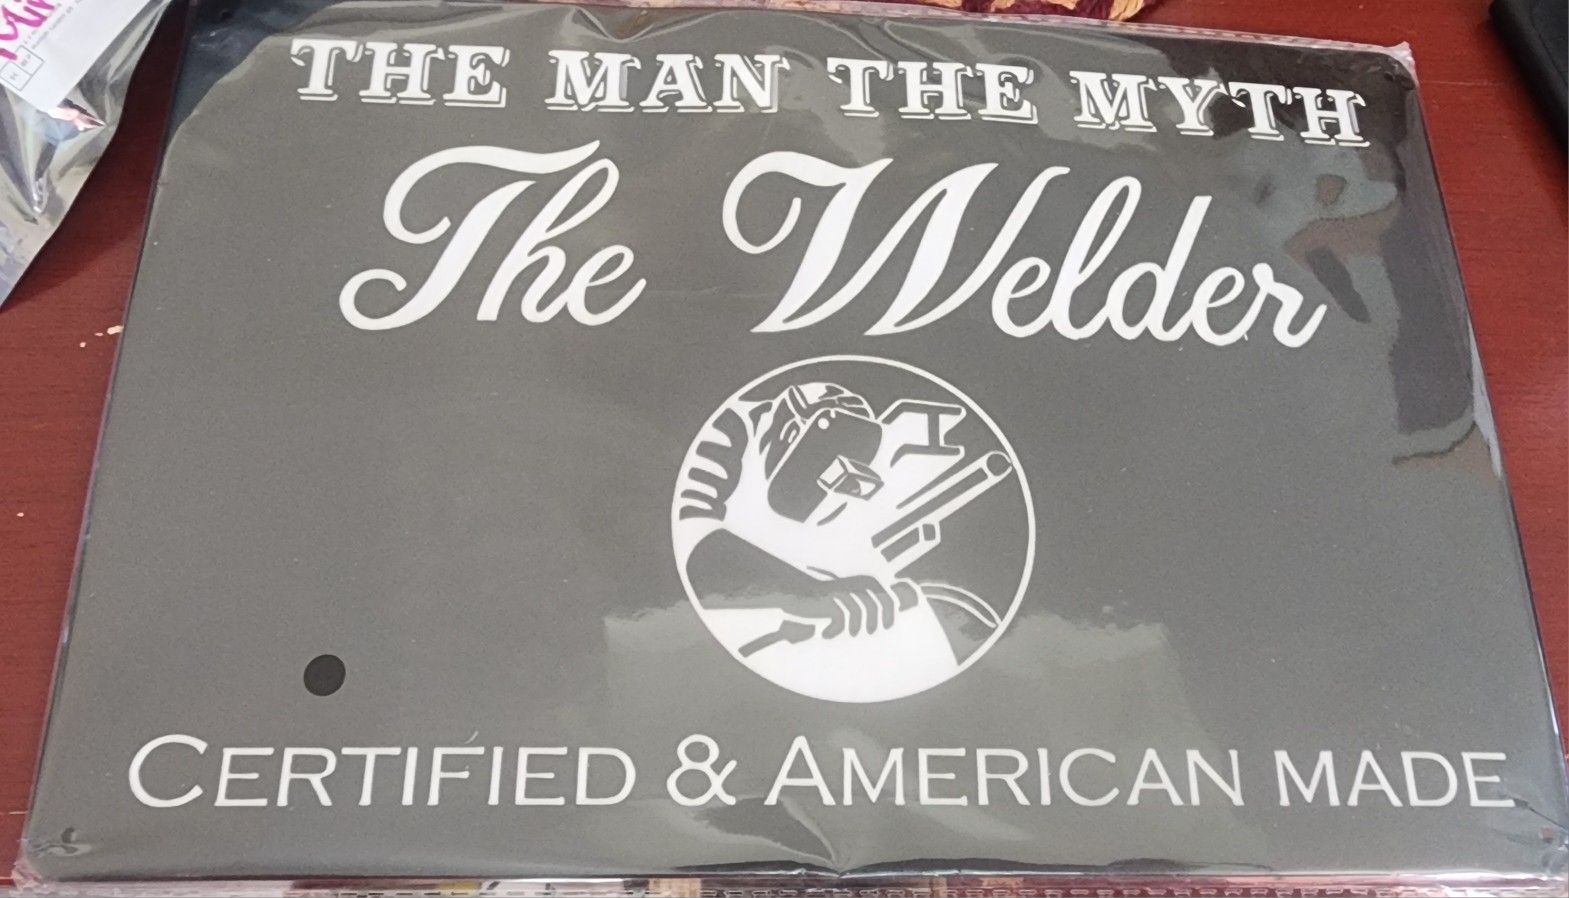 THE MAN THE MYTH
The Welder
CERTIFIED & AMERICAN MADE